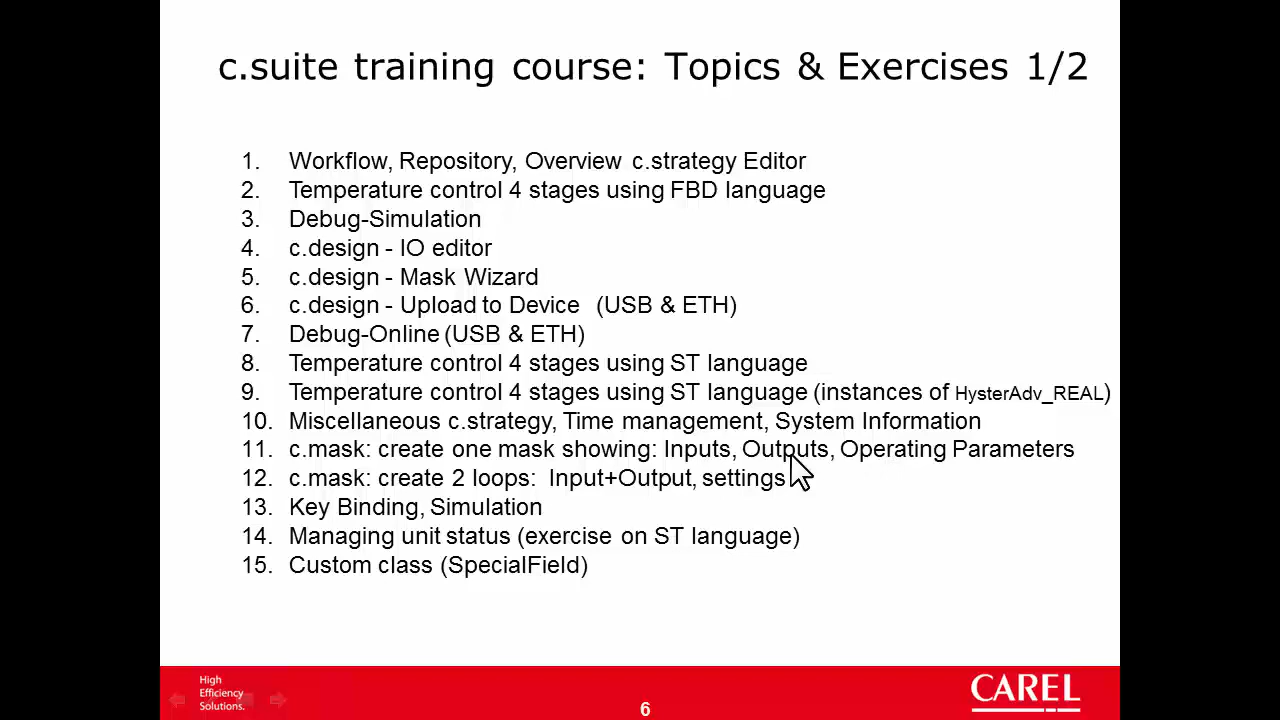 c.suite training course: Topics & Exercises 1/2
1. Workflow, Repository, Overview c.strategy Editor
2. Temperature control 4 stages using FBD language
3. Debug-Simulation
4. c.design - IO editor
5. c.design - Mask Wizard
6. c.design - Upload to Device (USB & ETH)
7. Debug-Online (USB & ETH)
8. Temperature control 4 stages using ST language
9. Temperature control 4 stages using ST language (instances of HysterAdv_REAL)
10. Miscellaneous c.strategy, Time management, System Information
11. c.mask: create one mask showing: Inputs, Outputs, Operating Parameters
12. c.mask: create 2 loops: Input+Output, settings
13. Key Binding, Simulation
14. Managing unit status (exercise on ST language)
15. Custom class (SpecialField)
High
Efficiency
Solutions.
6
CAREL